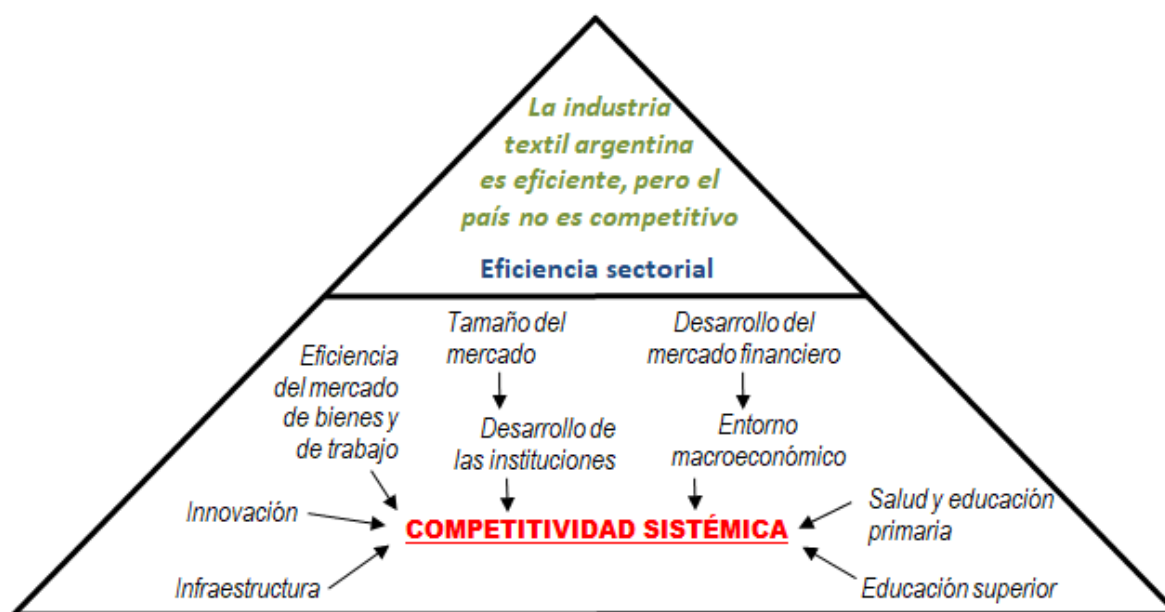 La industria
textil argentina
es eficiente, pero el
país no es competitivo
Eficiencia sectorial
Tamaño del
mercado
Desarrollo del
mercado financiero
Eficiencia
del mercado
de bienes y
de trabajo
Desarrollo de
las instituciones
Entorno
macroeconómico
Innovación
COMPETITIVIDAD SISTÉMICA
Salud y educación
primaria
Infraestructura
Educación superior